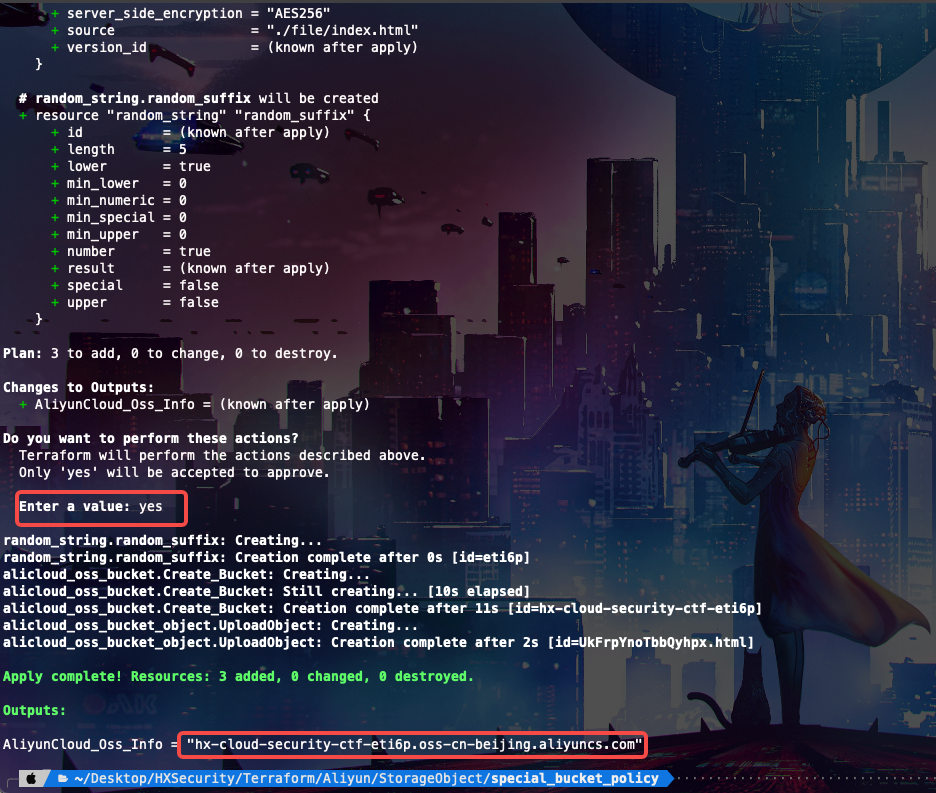 + server_side_encryption = "AES256"
+ source = "./file/index.html"
+ version_id = (known after apply)
}
# random_string.random_suffix will be created
+ resource "random_string" "random_suffix" {
+ id = (known after apply)
+ length = 5
+ lower = true
+ min_lower = 0
+ min_numeric = 0
+ min_special = 0
+ min_upper = 0
+ number = true
+ result = (known after apply)
+ special = false
+ upper = false
}
Plan: 3 to add, 0 to change, 0 to destroy.
Changes to Outputs:
+ AliyunCloud_Oss_Info = (known after apply)
Do you want to perform these actions?
Terraform will perform the actions described above.
Only 'yes' will be accepted to approve.
Enter a value: yes
random_string.random_suffix: Creating...
random_string.random_suffix: Creation complete after 0s [id=eti6p]
alicloud_oss_bucket.Create_Bucket: Creating...
alicloud_oss_bucket.Create_Bucket: Still creating... [10s elapsed]
alicloud_oss_bucket.Create_Bucket: Creation complete after 11s [id=hx-cloud-security-ctf-eti6p]
alicloud_oss_bucket_object.UploadObject: Creating...
alicloud_oss_bucket_object.UploadObject: Creation complete after 2s [id=UkFrpYnoTbbQyhpx.html]
Apply complete! Resources: 3 added, 0 changed, 0 destroyed.
Outputs:
AliyunCloud_Oss_Info = "hx-cloud-security-ctf-eti6p.oss-cn-beijing.aliyuncs.com"
~/Desktop/HXSecurity/Terraform/Aliyun/StorageObject/special_bucket_policy